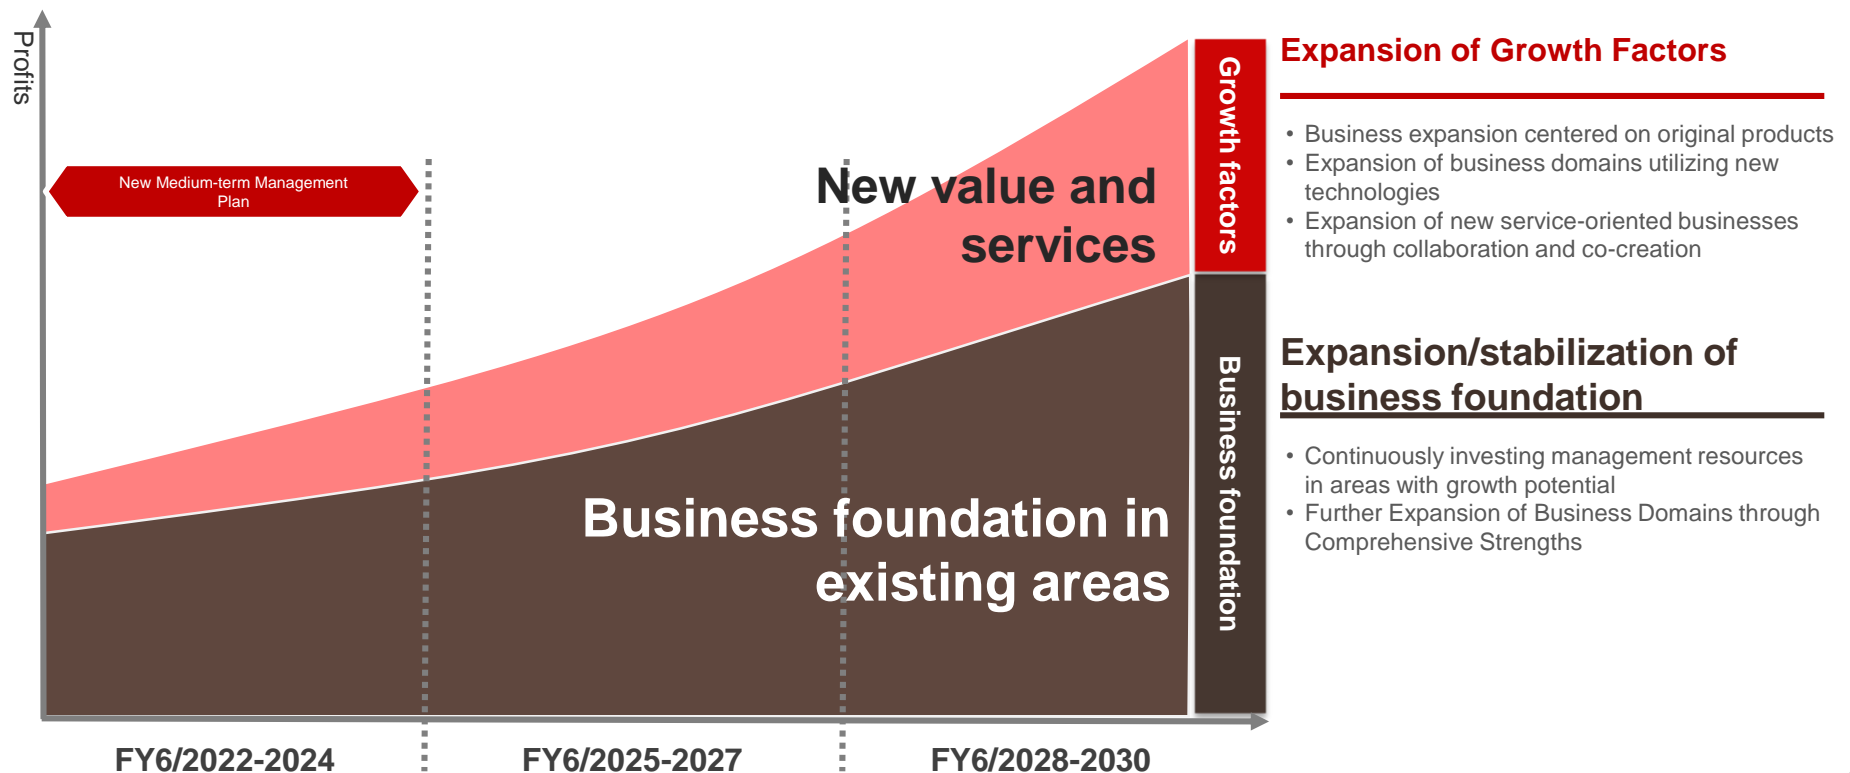 Profits
New Medium-term Management
Plan
New value and
services
Business foundation in
existing areas
Growth factors
Business foundation
FY6/2022-2024
FY6/2025-2027
FY6/2028-2030
Expansion of Growth Factors
• Business expansion centered on original products
• Expansion of business domains utilizing new
technologies
• Expansion of new service-oriented businesses
through collaboration and co-creation
Expansion/stabilization of
business foundation
• Continuously investing management resources
in areas with growth potential
• Further Expansion of Business Domains through
Comprehensive Strengths